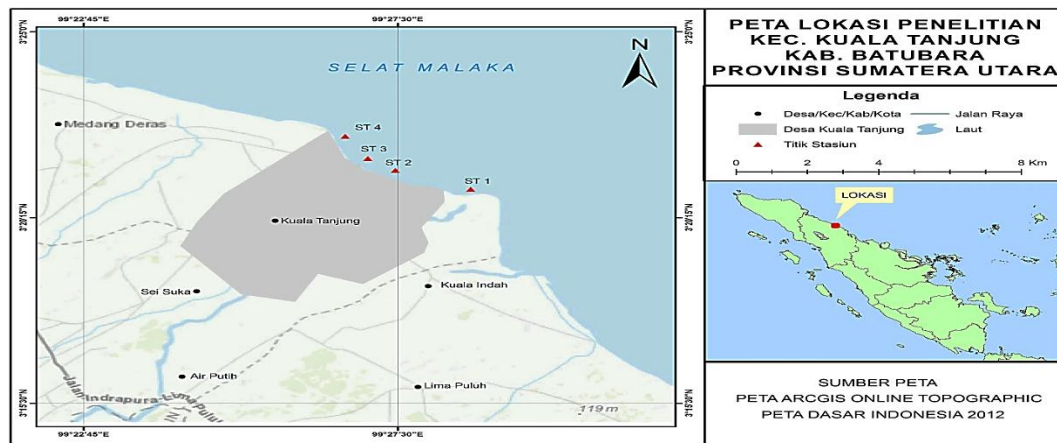 99°22'45"E
99°27'30"E
3°25'0"N
3°20'15"N
3°15'30"N
SELAT MALAKA
N
Medang Deras
ST 4
ST 3
ST 2
ST 1
Kuala Tanjung
Sei Suka
Kuala Indah
Air Putih
Lima Puluh
Jalan Indrapura-Lima Puluh
119 m
3°25'0"N
3°20'15"N
3°15'30"N
99°22'45"E
99°27'30"E
PETA LOKASI PENELITIAN
KEC. KUALA TANJUNG
KAB. BATUBARA
PROVINSI SUMATERA UTARA
Legenda
Desa/Kec/Kab/Kota
Jalan Raya
Desa Kuala Tanjung
Laut
Titik Stasiun
0 2 4 8 Km
LOKASI
SUMBER PETA
PETA ARCGIS ONLINE TOPOGRAPHIC
PETA DASAR INDONESIA 2012